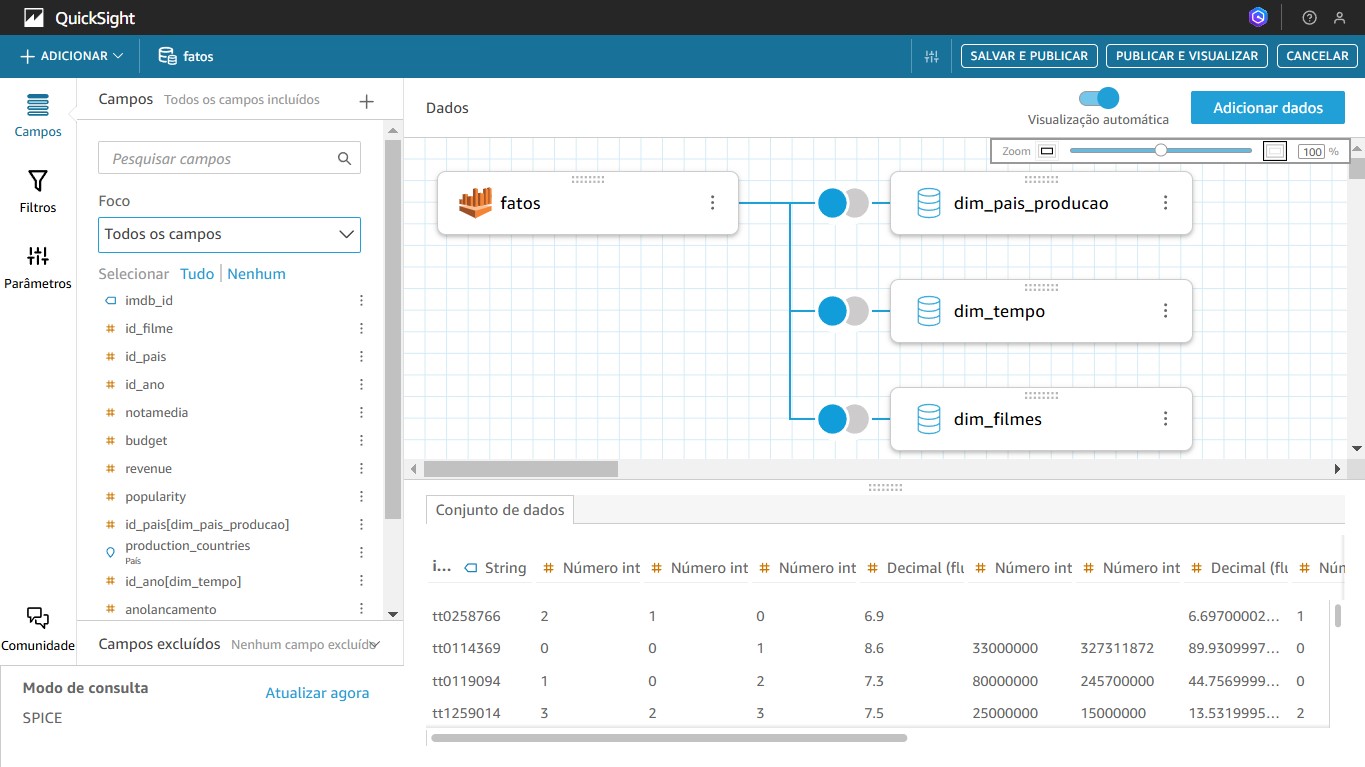 QuickSight
ADICIONAR
fatos
SALVAR E PUBLICAR
PUBLICAR E VISUALIZAR
CANCELAR
Campos
Filtros
Parâmetros
Comunidade
Campos Todos os campos incluídos
Pesquisar campos
Foco
Todos os campos
Selecionar Tudo Nenhum
imdb_id
id_filme
id_pais
id_ano
notamedia
budget
revenue
popularity
id_pais[dim_pais_producao]
production_countries
País
id_ano[dim_tempo]
anolancamento
Campos excluídos Nenhum campo excluído
Modo de consulta Atualizar agora
SPICE
Dados
Visualização automática
Adicionar dados
Zoom 100 %
fatos
dim_pais_producao
dim_tempo
dim_filmes
Conjunto de dados
i... String # Número int # Número int # Número int # Decimal (flu # Número int # Número int # Decimal (flu # Núm
tt0258766 2 1 0 6.9 6.69700002... 1
tt0114369 0 0 1 8.6 33000000 327311872 89.9309997... 0
tt0119094 1 0 2 7.3 80000000 245700000 44.7569999... 0
tt1259014 3 2 3 7.5 25000000 15000000 13.5319995... 2